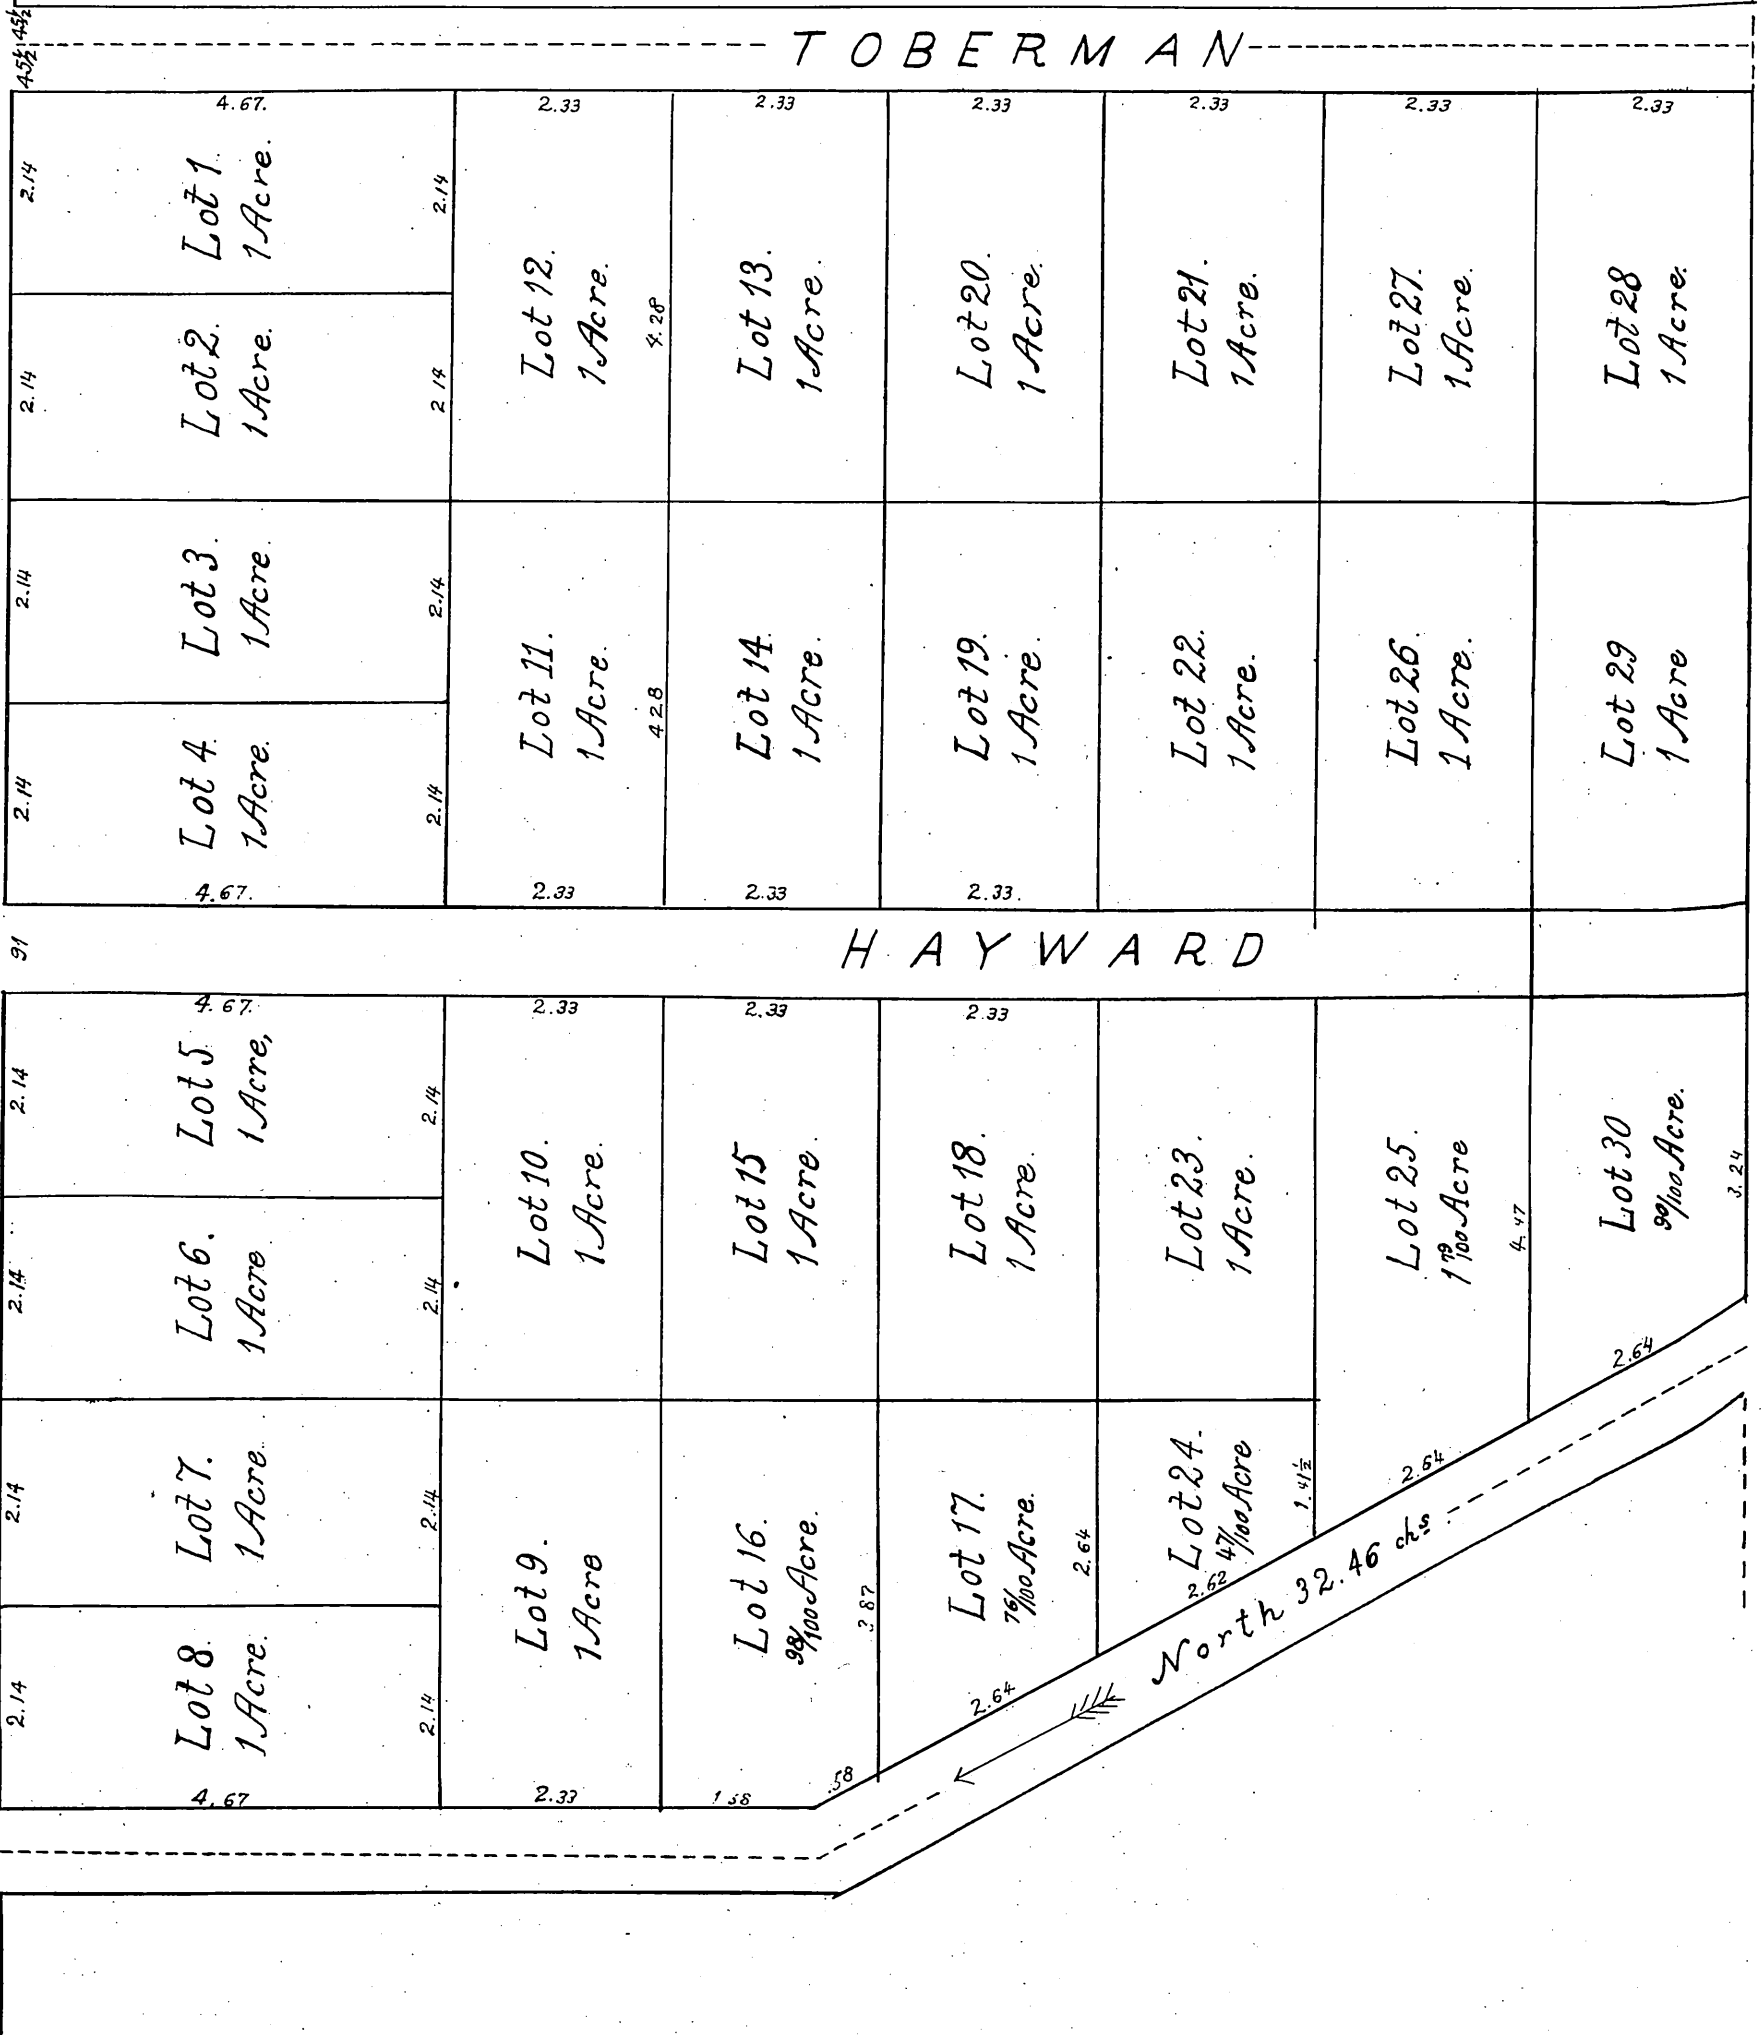 45½ 45½
TOBERMAN
4.67.
2.33
2.33
2.33
2.33
2.33
2.33
2.14
Lot 1.
1 Acre.
2.14
2.14
Lot 2.
1 Acre.
2 14
Lot 12.
1 Acre.
4.28
Lot 13.
1 Acre.
Lot 20.
1 Acre.
Lot 21.
1 Acre.
Lot 27.
1 Acre.
Lot 28
1 Acre.
2.14
Lot 3.
1 Acre.
2.14
2.14
Lot 4.
1 Acre.
2.14
Lot 11.
1 Acre.
4 28
Lot 14.
1 Acre.
Lot 19.
1 Acre.
Lot 22.
1 Acre.
Lot 26.
1 Acre.
Lot 29
1 Acre
4.67.
2.33
2.33
2.33.
91
HAYWARD
4.67.
2.33
2.33
2.33
2.14
Lot 5
1 Acre,
2.14
2.14
Lot 6.
1 Acre
2.14
Lot 10.
1 Acre.
Lot 15
1 Acre.
Lot 18.
1 Acre.
Lot 23.
1 Acre.
Lot 25.
1 19/100 Acre
4.47
Lot 30
90/100 Acre.
3.24
2.14
Lot 7.
1 Acre.
2.14
2.14
Lot 8.
1 Acre.
2.14
Lot 9.
1 Acre
Lot 16.
98/100 Acre.
3 87
Lot 17.
76/100 Acre.
2.64
Lot 24.
47/100 Acre
1.41½
2.64
2.64
2.62
2.64
.58
North 32.46 chs.
4.67
2.33
1 58